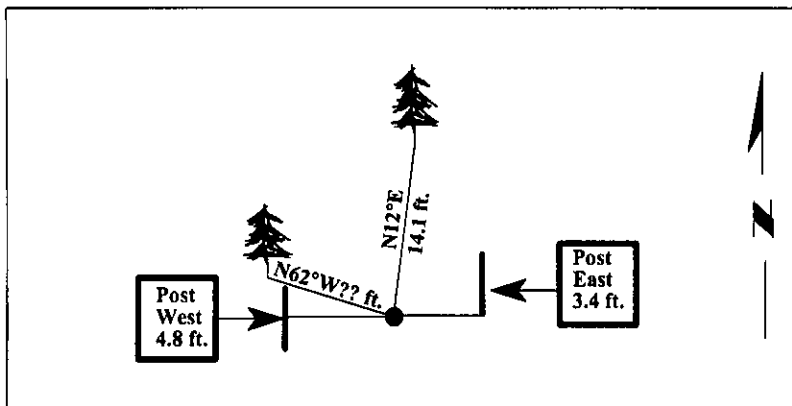 N12°E
14.1 ft.
N62°W?? ft.
Post
West
4.8 ft.
Post
East
3.4 ft.
N